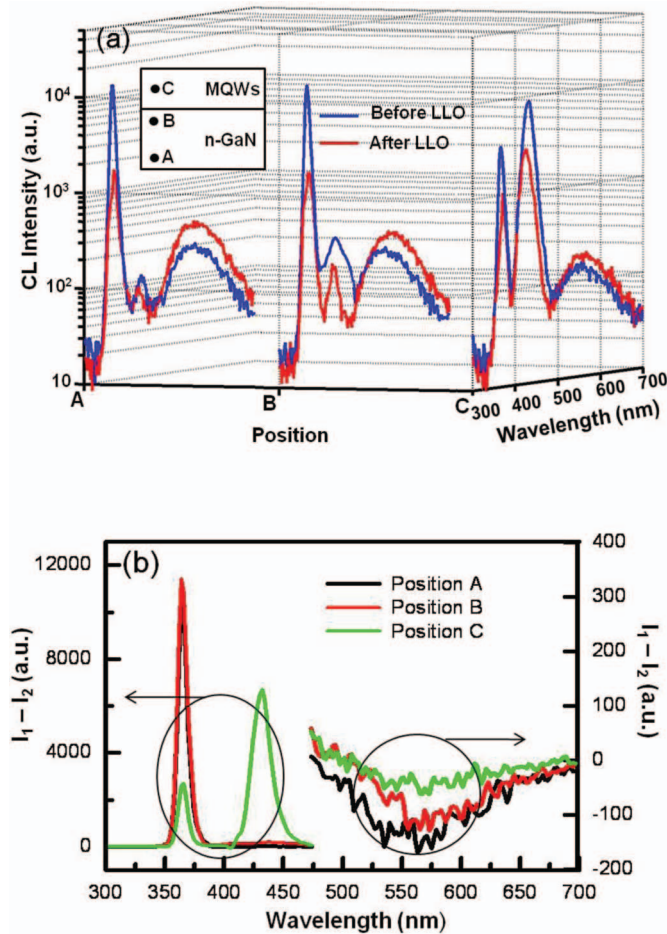 (a)
CL Intensity (a.u.)
10⁴
10³
10²
10
C MQWs
B
n-GaN
A
Before LLO
After LLO
A
B
C
300
400
500
600
700
Position
Wavelength (nm)
(b)
I₁ – I₂ (a.u.)
12000
8000
4000
0
Position A
Position B
Position C
400
300
200
100
0
-100
-200
I₁ – I₂ (a.u.)
300 350 400 450 500 550 600 650 700
Wavelength (nm)